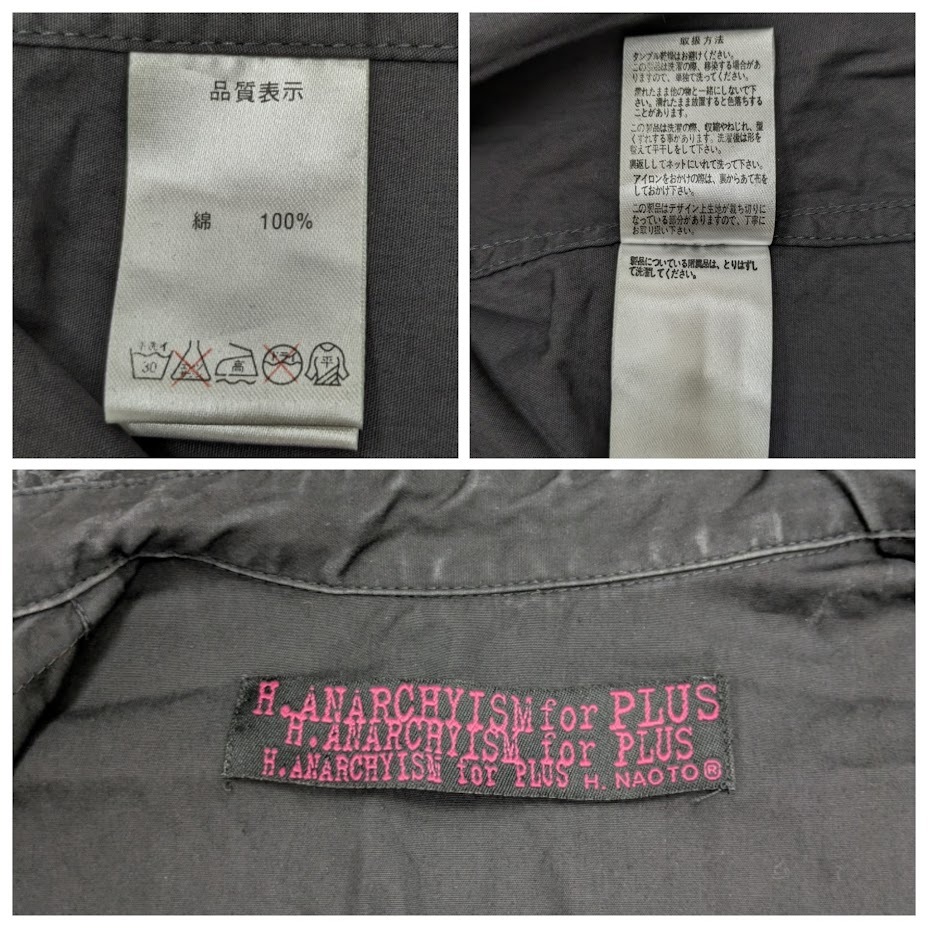 品質表示
綿 100%
手洗イ
30
高
ドライ
平
取扱方法
タンブル乾燥はお避けください。
この製品は洗濯の際、移染する場合があ
りますので、単独で洗ってください。
濡れたまま他の物と一緒にしないで下
さい。濡れたまま放置すると色落ちする
ことがあります。
この製品は洗濯の際、収縮やねじれ、型
くずれする事があります。洗濯後は形を
整えて平干しをして下さい。
裏返ししてネットにいれて洗って下さい。
アイロンをおかけの際は、裏からあて布を
しておかけ下さい。
この製品はデザイン上生地が裁ち切りに
なっている部分がありますので、丁寧に
お取り扱い下さい。
製品についている附属品は、とりはずし
て洗濯してください。
H.ANARCHYISM for PLUS
H.ANARCHYISM for PLUS
H.ANARCHYISM for PLUS H. NAOTO®